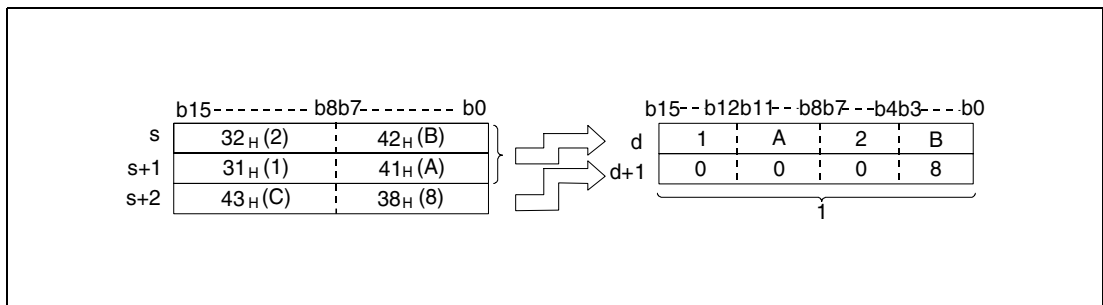 b15-------- b8b7-------- b0
s 32H (2) 42H (B)
s+1 31H (1) 41H (A)
s+2 43H (C) 38H (8)
b15--- b12b11--- b8b7---- b4b3----- b0
d 1 A 2 B
d+1 0 0 0 8
1